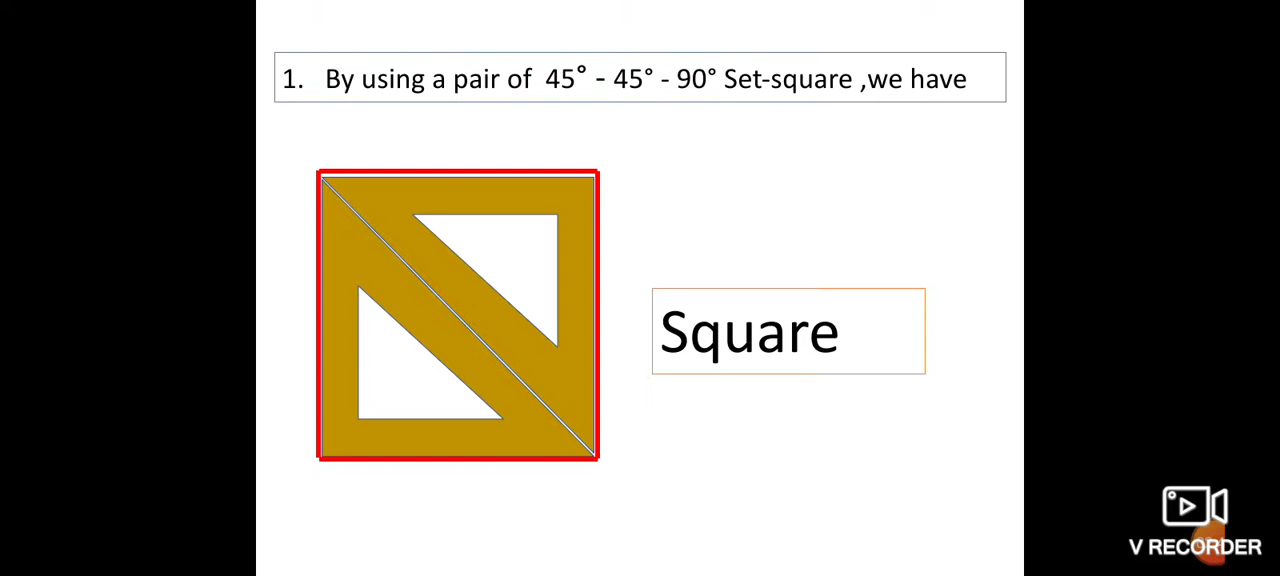 1. By using a pair of 45° - 45° - 90° Set-square ,we have
Square
V RECORDER